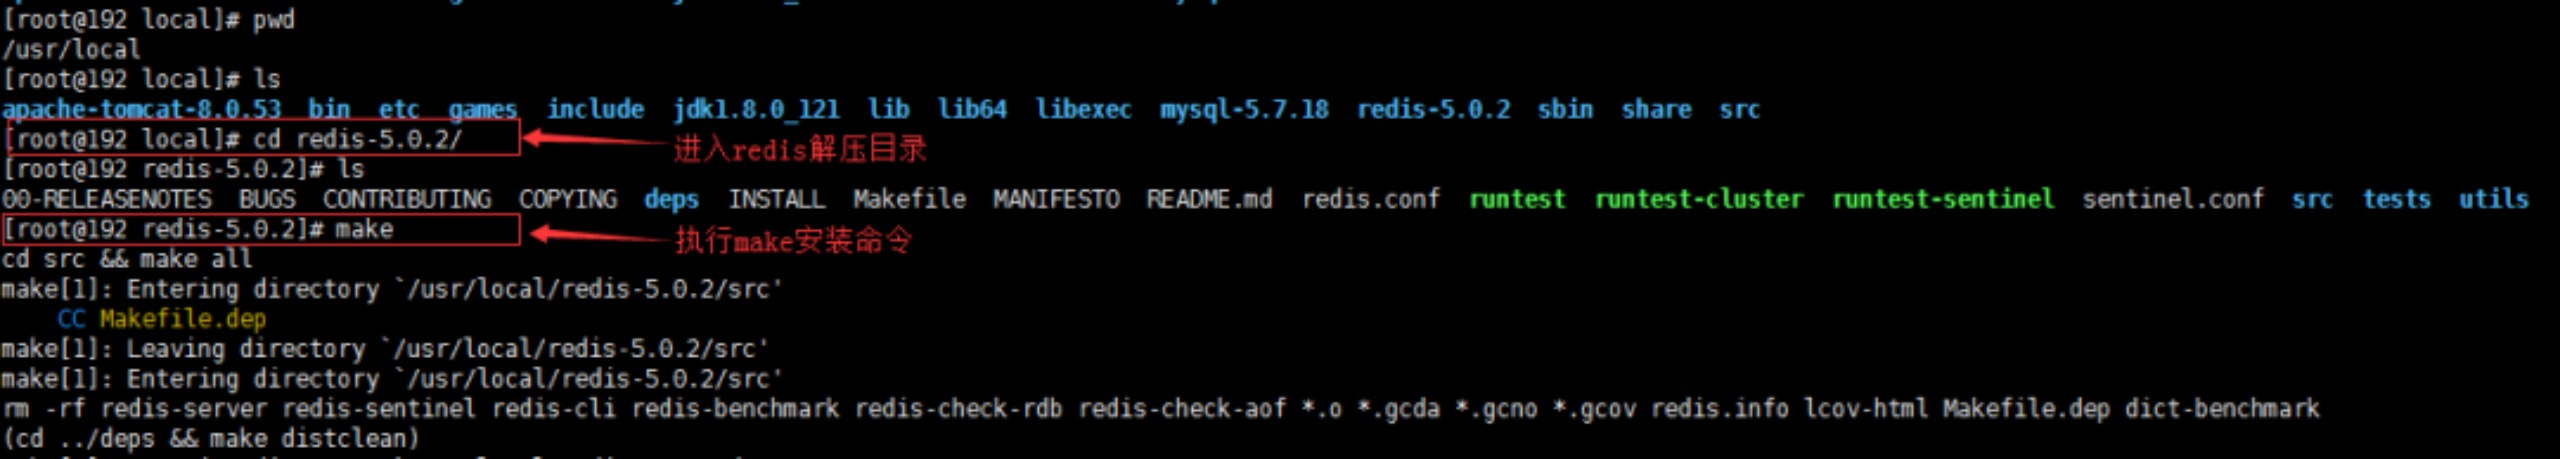 [root@192 local]# pwd
/usr/local
[root@192 local]# ls
apache-tomcat-8.0.53 bin etc games include jdk1.8.0_121 lib lib64 libexec mysql-5.7.18 redis-5.0.2 sbin share src
[root@192 local]# cd redis-5.0.2/
进入redis解压目录
[root@192 redis-5.0.2]# ls
00-RELEASENOTES BUGS CONTRIBUTING COPYING deps INSTALL Makefile MANIFESTO README.md redis.conf runtest runtest-cluster runtest-sentinel sentinel.conf src tests utils
[root@192 redis-5.0.2]# make
执行make安装命令
cd src && make all
make[1]: Entering directory `/usr/local/redis-5.0.2/src'
CC Makefile.dep
make[1]: Leaving directory `/usr/local/redis-5.0.2/src'
make[1]: Entering directory `/usr/local/redis-5.0.2/src'
rm -rf redis-server redis-sentinel redis-cli redis-benchmark redis-check-rdb redis-check-aof *.o *.gcda *.gcno *.gcov redis.info lcov-html Makefile.dep dict-benchmark
(cd ../deps && make distclean)